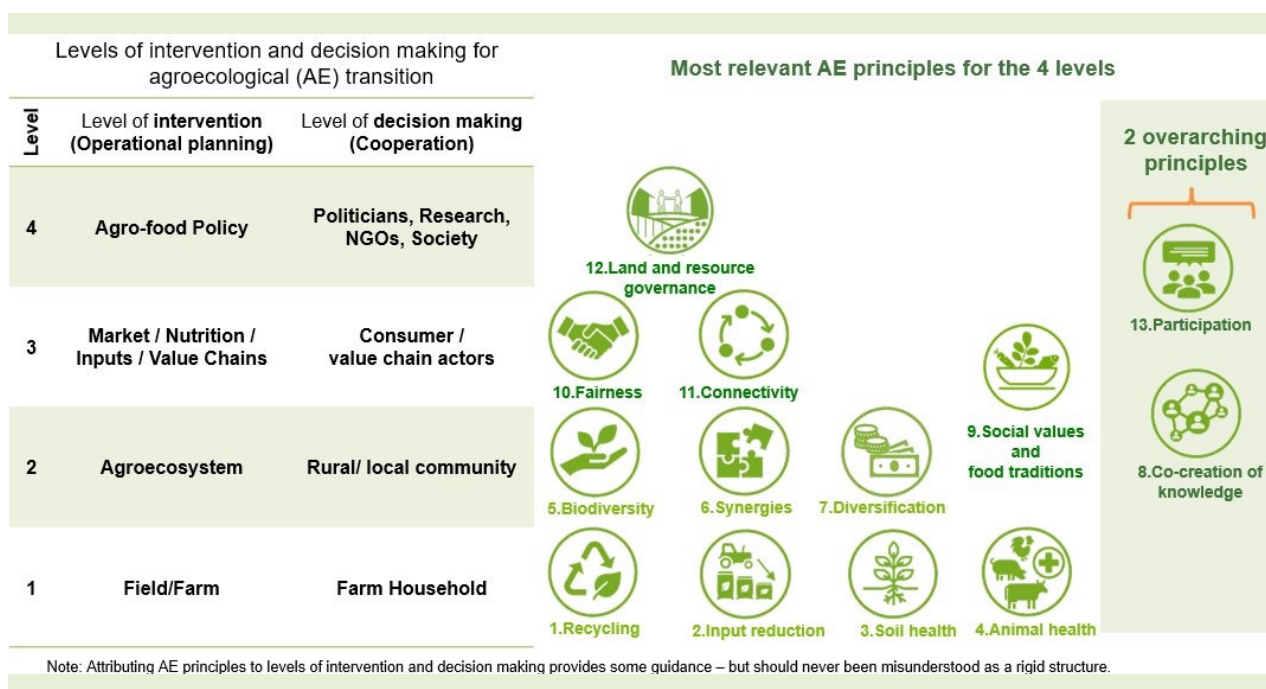 Levels of intervention and decision making for
agroecological (AE) transition
Most relevant AE principles for the 4 levels
Level
Level of intervention
(Operational planning)
Level of decision making
(Cooperation)
2 overarching
principles
4
Agro-food Policy
Politicians, Research,
NGOs, Society
12.Land and resource
governance
13.Participation
3
Market / Nutrition /
Inputs / Value Chains
Consumer /
value chain actors
10.Fairness
11.Connectivity
9.Social values
and
food traditions
8.Co-creation of
knowledge
2
Agroecosystem
Rural/ local community
5.Biodiversity
6.Synergies
7.Diversification
1
Field/Farm
Farm Household
1.Recycling
2.Input reduction
3.Soil health
4.Animal health
Note: Attributing AE principles to levels of intervention and decision making provides some guidance – but should never been misunderstood as a rigid structure.